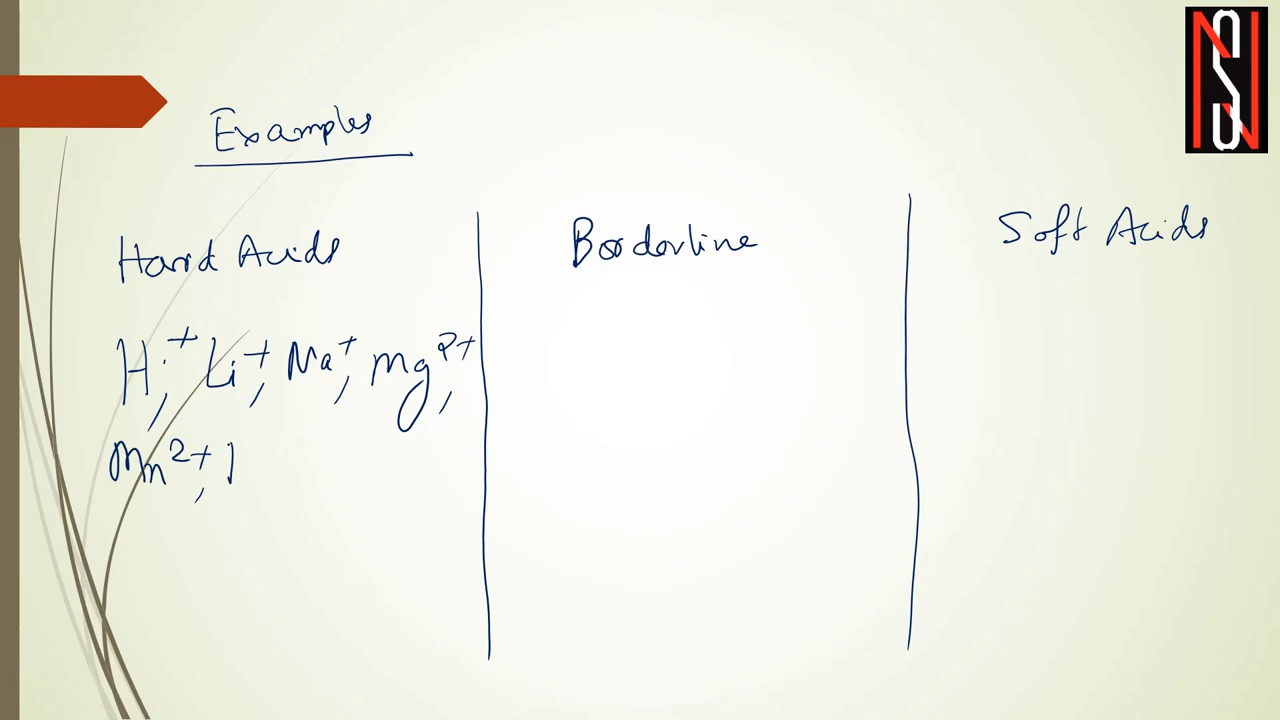 Examples
Hard Acids
Borderline
Soft Acids
H⁺, Li⁺, Na⁺, Mg²⁺,
Mn²⁺,